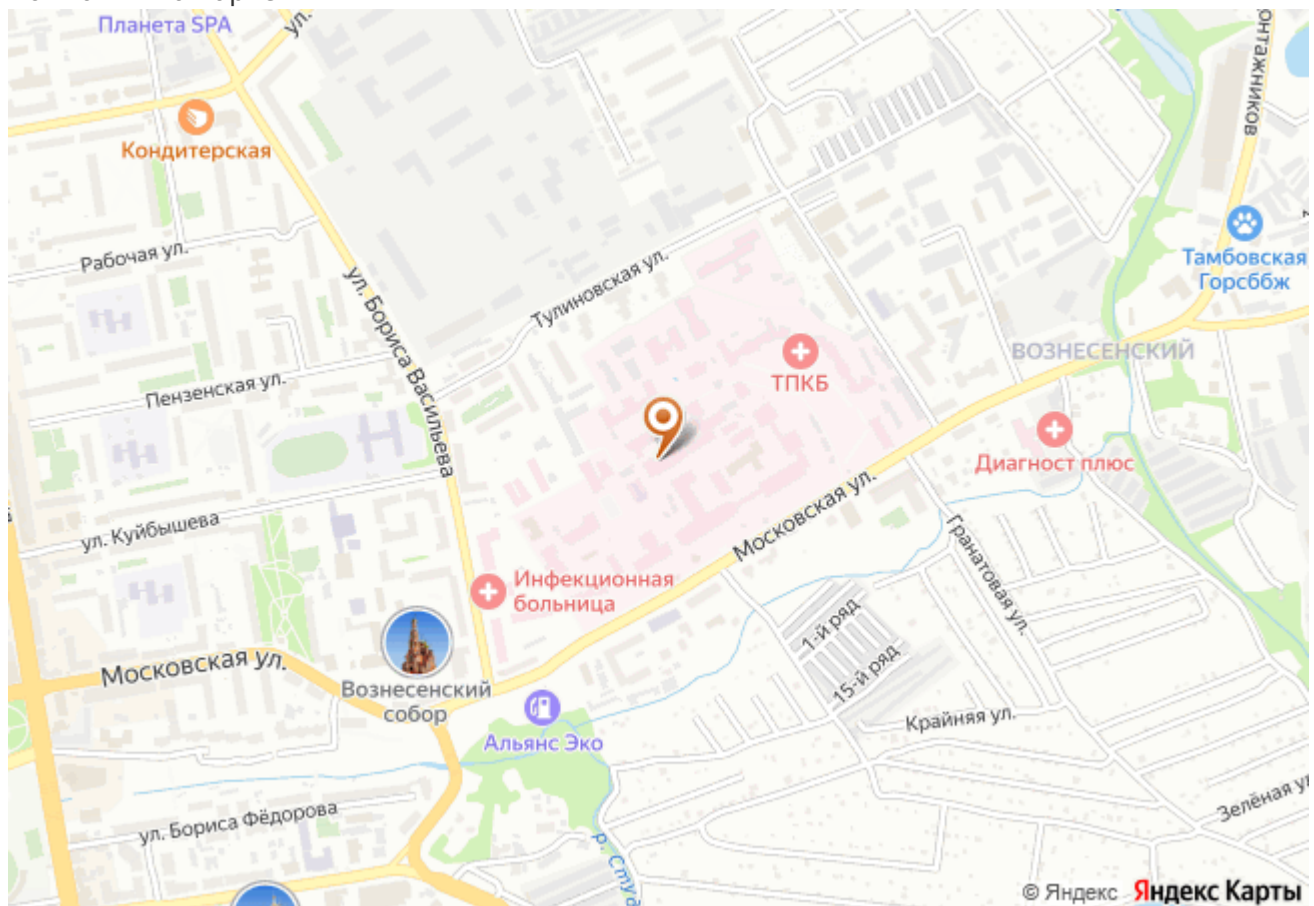 Планета SPA
ул.
Кондитерская
Рабочая ул.
ул. Бориса Васильева
Тулиновская ул.
Пензенская ул.
ул. Куйбышева
ТПКБ
ВОЗНЕСЕНСКИЙ
Тамбовская
Горсббж
Диагност плюс
Московская ул.
Гранатовая ул.
Инфекционная
больница
1-й ряд
15-й ряд
Московская ул.
Вознесенский
собор
Альянс Эко
Крайняя ул.
Зелёная
ул. Бориса Фёдорова
р.
© Яндекс Яндекс Карты